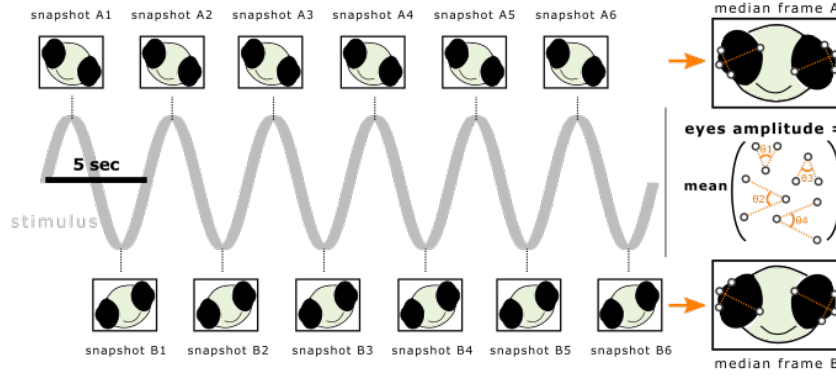 snapshot A1 snapshot A2 snapshot A3 snapshot A4 snapshot A5 snapshot A6
median frame A
5 sec
stimulus
eyes amplitude =
mean
θ1
θ3
θ2
θ4
snapshot B1 snapshot B2 snapshot B3 snapshot B4 snapshot B5 snapshot B6
median frame B